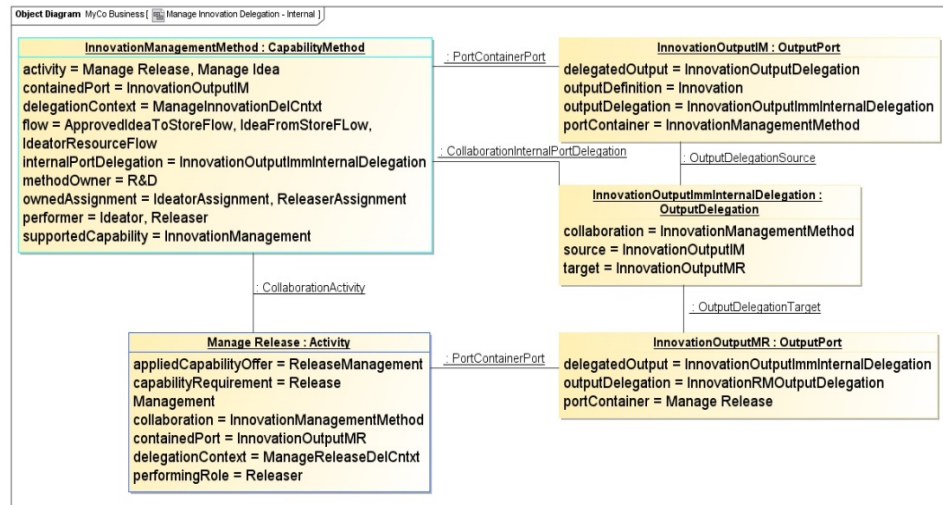 Object Diagram MyCo Business [ Manage Innovation Delegation - Internal ]
InnovationManagementMethod : CapabilityMethod
activity = Manage Release, Manage Idea
containedPort = InnovationOutputIM
delegationContext = ManageInnovationDelCntxt
flow = ApprovedIdeaToStoreFlow, IdeaFromStoreFLow,
IdeatorResourceFlow
internalPortDelegation = InnovationOutputImmInternalDelegation
methodOwner = R&D
ownedAssignment = IdeatorAssignment, ReleaserAssignment
performer = Ideator, Releaser
supportedCapability = InnovationManagement
: PortContainerPort
InnovationOutputIM : OutputPort
delegatedOutput = InnovationOutputDelegation
outputDefinition = Innovation
outputDelegation = InnovationOutputImmInternalDelegation
portContainer = InnovationManagementMethod
: CollaborationInternalPortDelegation
: OutputDelegationSource
InnovationOutputImmInternalDelegation :
OutputDelegation
collaboration = InnovationManagementMethod
source = InnovationOutputIM
target = InnovationOutputMR
: CollaborationActivity
: OutputDelegationTarget
Manage Release : Activity
appliedCapabilityOffer = ReleaseManagement
capabilityRequirement = Release
Management
collaboration = InnovationManagementMethod
containedPort = InnovationOutputMR
delegationContext = ManageReleaseDelCntxt
performingRole = Releaser
: PortContainerPort
InnovationOutputMR : OutputPort
delegatedOutput = InnovationOutputImmInternalDelegation
outputDelegation = InnovationRMOutputDelegation
portContainer = Manage Release